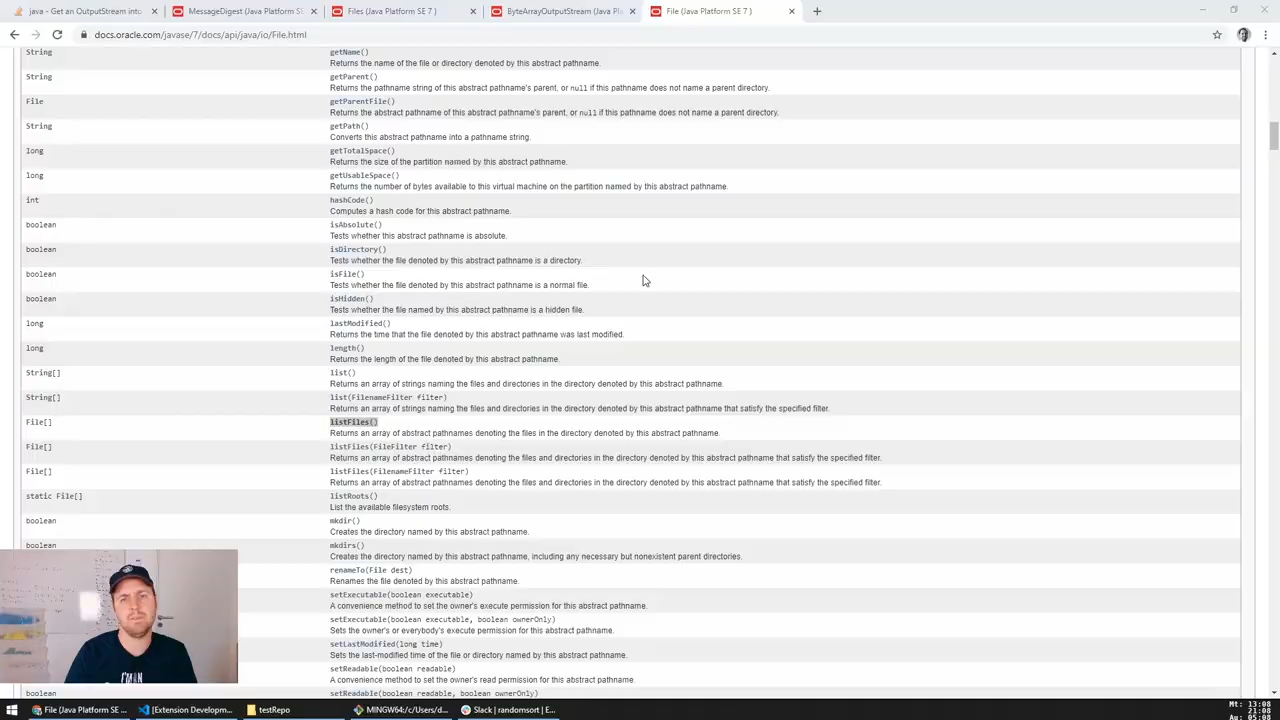 java - Get an OutputStream into
MessageDigest (Java Platform SE
Files (Java Platform SE 7 )
ByteArrayOutputStream (Java Pla
File (Java Platform SE 7 )
docs.oracle.com/javase/7/docs/api/java/io/File.html
String getName()
Returns the name of the file or directory denoted by this abstract pathname.
String getParent()
Returns the pathname string of this abstract pathname's parent, or null if this pathname does not name a parent directory.
File getParentFile()
Returns the abstract pathname of this abstract pathname's parent, or null if this pathname does not name a parent directory.
String getPath()
Converts this abstract pathname into a pathname string.
long getTotalSpace()
Returns the size of the partition named by this abstract pathname.
long getUsableSpace()
Returns the number of bytes available to this virtual machine on the partition named by this abstract pathname.
int hashCode()
Computes a hash code for this abstract pathname.
boolean isAbsolute()
Tests whether this abstract pathname is absolute.
boolean isDirectory()
Tests whether the file denoted by this abstract pathname is a directory.
boolean isFile()
Tests whether the file denoted by this abstract pathname is a normal file.
boolean isHidden()
Tests whether the file named by this abstract pathname is a hidden file.
long lastModified()
Returns the time that the file denoted by this abstract pathname was last modified.
long length()
Returns the length of the file denoted by this abstract pathname.
String[] list()
Returns an array of strings naming the files and directories in the directory denoted by this abstract pathname.
String[] list(FilenameFilter filter)
Returns an array of strings naming the files and directories in the directory denoted by this abstract pathname that satisfy the specified filter.
File[] listFiles()
Returns an array of abstract pathnames denoting the files in the directory denoted by this abstract pathname.
File[] listFiles(FileFilter filter)
Returns an array of abstract pathnames denoting the files and directories in the directory denoted by this abstract pathname that satisfy the specified filter.
File[] listFiles(FilenameFilter filter)
Returns an array of abstract pathnames denoting the files and directories in the directory denoted by this abstract pathname that satisfy the specified filter.
static File[] listRoots()
List the available filesystem roots.
boolean mkdir()
Creates the directory named by this abstract pathname.
boolean mkdirs()
Creates the directory named by this abstract pathname, including any necessary but nonexistent parent directories.
renameTo(File dest)
Renames the file denoted by this abstract pathname.
setExecutable(boolean executable)
A convenience method to set the owner's execute permission for this abstract pathname.
setExecutable(boolean executable, boolean ownerOnly)
Sets the owner's or everybody's execute permission for this abstract pathname.
setLastModified(long time)
Sets the last-modified time of the file or directory named by this abstract pathname.
setReadable(boolean readable)
A convenience method to set the owner's read permission for this abstract pathname.
boolean setReadable(boolean readable, boolean ownerOnly)
File (Java Platform SE ...
[Extension Developm...
testRepo
MINGW64:/c/Users/d...
Slack | randomsort | E...
Mt: 13:08
21:08
Au: 05:08